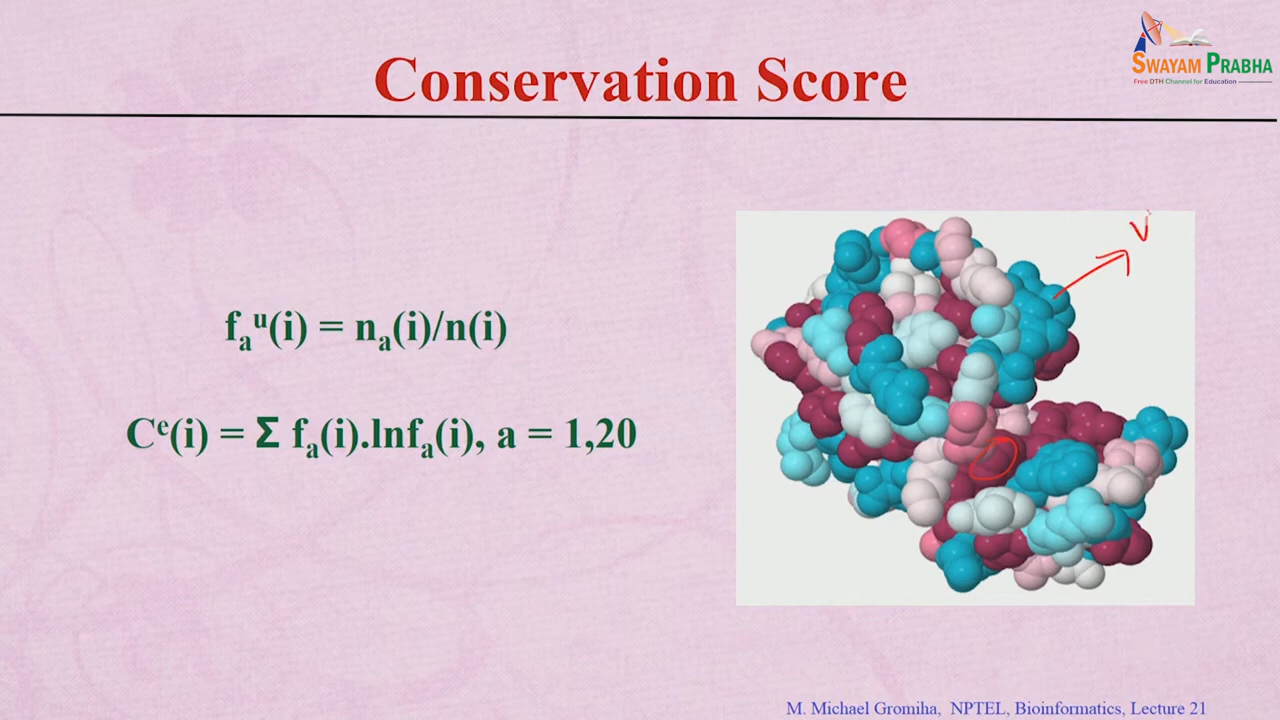 SWAYAM PRABHA
Free DTH Channel for Education
Conservation Score
V
fₐᵘ(i) = nₐ(i)/n(i)
Cᵉ(i) = Σ fₐ(i).lnfₐ(i), a = 1,20
M. Michael Gromiha, NPTEL, Bioinformatics, Lecture 21